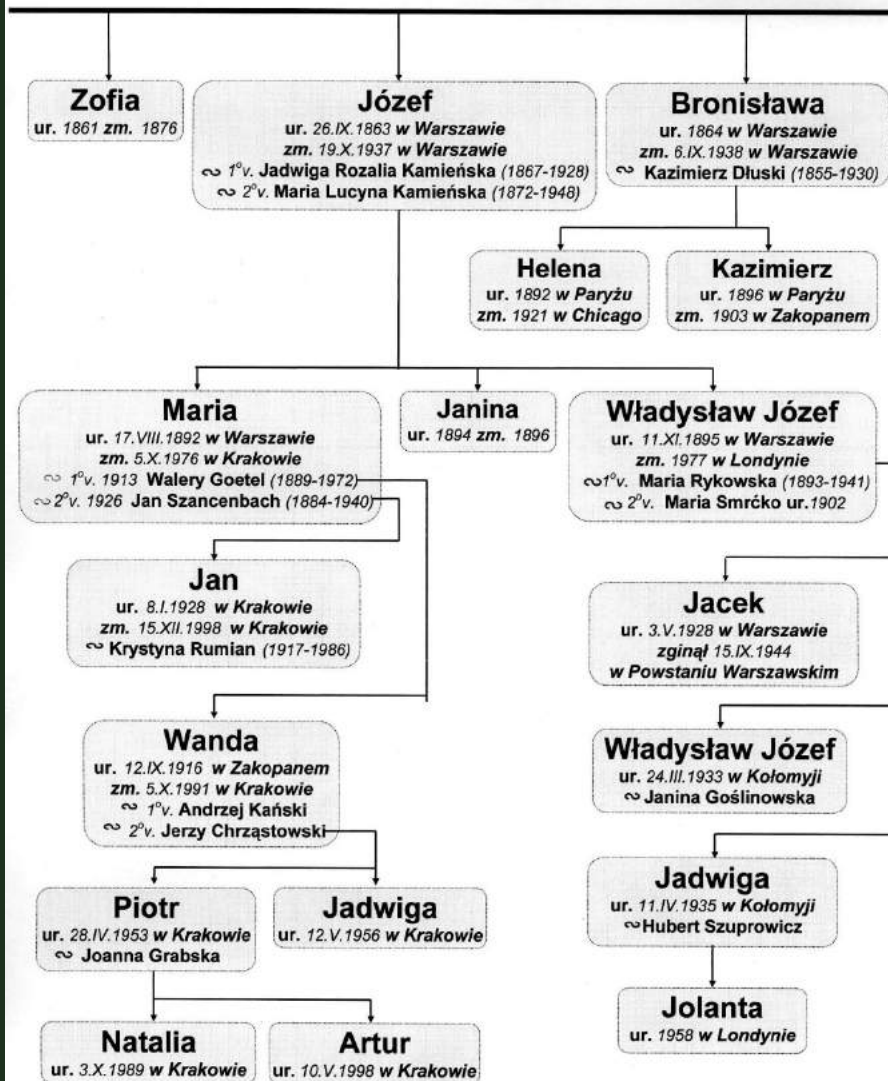 Zofia
ur. 1861 zm. 1876
Józef
ur. 26.IX.1863 w Warszawie
zm. 19.X.1937 w Warszawie
∾ 1°v. Jadwiga Rozalia Kamieńska (1867-1928)
∾ 2°v. Maria Lucyna Kamieńska (1872-1948)
Bronisława
ur. 1864 w Warszawie
zm. 6.IX.1938 w Warszawie
∾ Kazimierz Dłuski (1855-1930)
Helena
ur. 1892 w Paryżu
zm. 1921 w Chicago
Kazimierz
ur. 1896 w Paryżu
zm. 1903 w Zakopanem
Maria
ur. 17.VIII.1892 w Warszawie
zm. 5.X.1976 w Krakowie
∾ 1°v. 1913 Walery Goetel (1889-1972)
∾ 2°v. 1926 Jan Szancenbach (1884-1940)
Janina
ur. 1894 zm. 1896
Władysław Józef
ur. 11.XI.1895 w Warszawie
zm. 1977 w Londynie
∾ 1°v. Maria Rykowska (1893-1941)
∾ 2°v. Maria Smrćko ur.1902
Jan
ur. 8.I.1928 w Krakowie
zm. 15.XII.1998 w Krakowie
∾ Krystyna Rumian (1917-1986)
Jacek
ur. 3.V.1928 w Warszawie
zginął 15.IX.1944
w Powstaniu Warszawskim
Wanda
ur. 12.IX.1916 w Zakopanem
zm. 5.X.1991 w Krakowie
∾ 1°v. Andrzej Kański
∾ 2°v. Jerzy Chrząstowski
Władysław Józef
ur. 24.III.1933 w Kołomyji
∾ Janina Goślinowska
Piotr
ur. 28.IV.1953 w Krakowie
∾ Joanna Grabska
Jadwiga
ur. 12.V.1956 w Krakowie
Jadwiga
ur. 11.IV.1935 w Kołomyji
∾ Hubert Szuprowicz
Natalia
ur. 3.X.1989 w Krakowie
Artur
ur. 10.V.1998 w Krakowie
Jolanta
ur. 1958 w Londynie